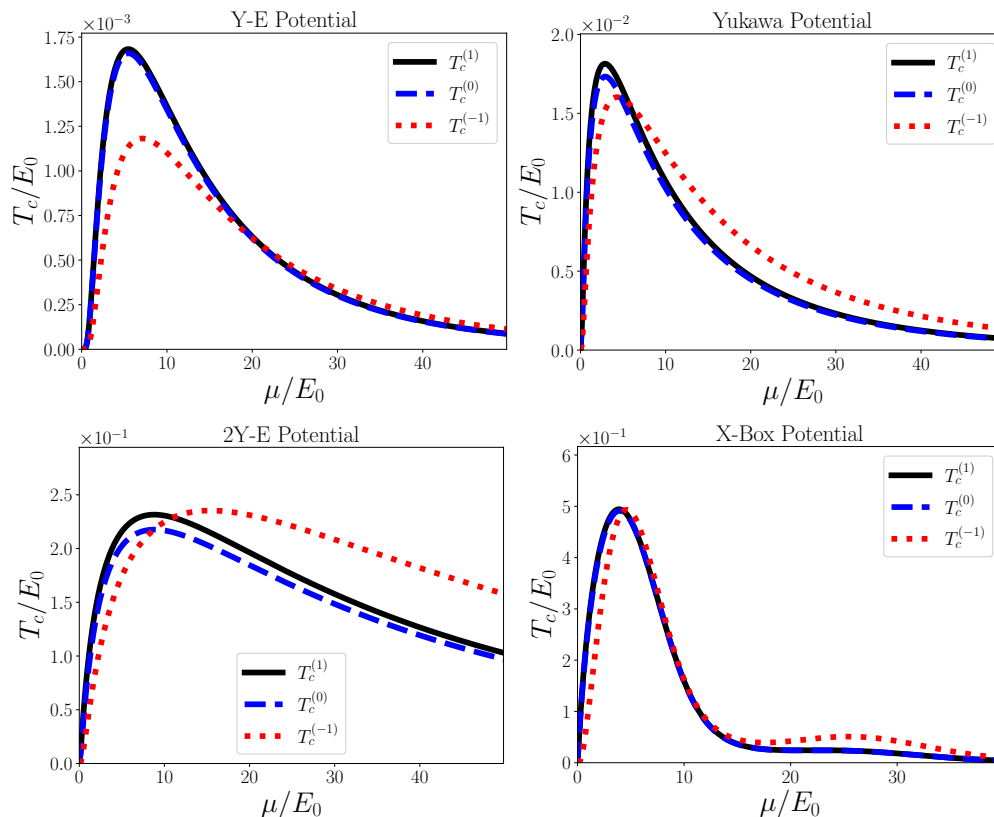 Y-E Potential
×10⁻³
1.75
1.50
1.25
1.00
0.75
0.50
0.25
0.00
T_c/E_0
0 10 20 30 40
μ/E_0
T_c^{(1)}
T_c^{(0)}
T_c^{(-1)}
Yukawa Potential
×10⁻²
2.0
1.5
1.0
0.5
0.0
T_c/E_0
0 10 20 30 40
μ/E_0
T_c^{(1)}
T_c^{(0)}
T_c^{(-1)}
2Y-E Potential
×10⁻¹
2.5
2.0
1.5
1.0
0.5
0.0
T_c/E_0
0 10 20 30 40
μ/E_0
T_c^{(1)}
T_c^{(0)}
T_c^{(-1)}
X-Box Potential
×10⁻¹
6
5
4
3
2
1
0
T_c/E_0
0 10 20 30
μ/E_0
T_c^{(1)}
T_c^{(0)}
T_c^{(-1)}